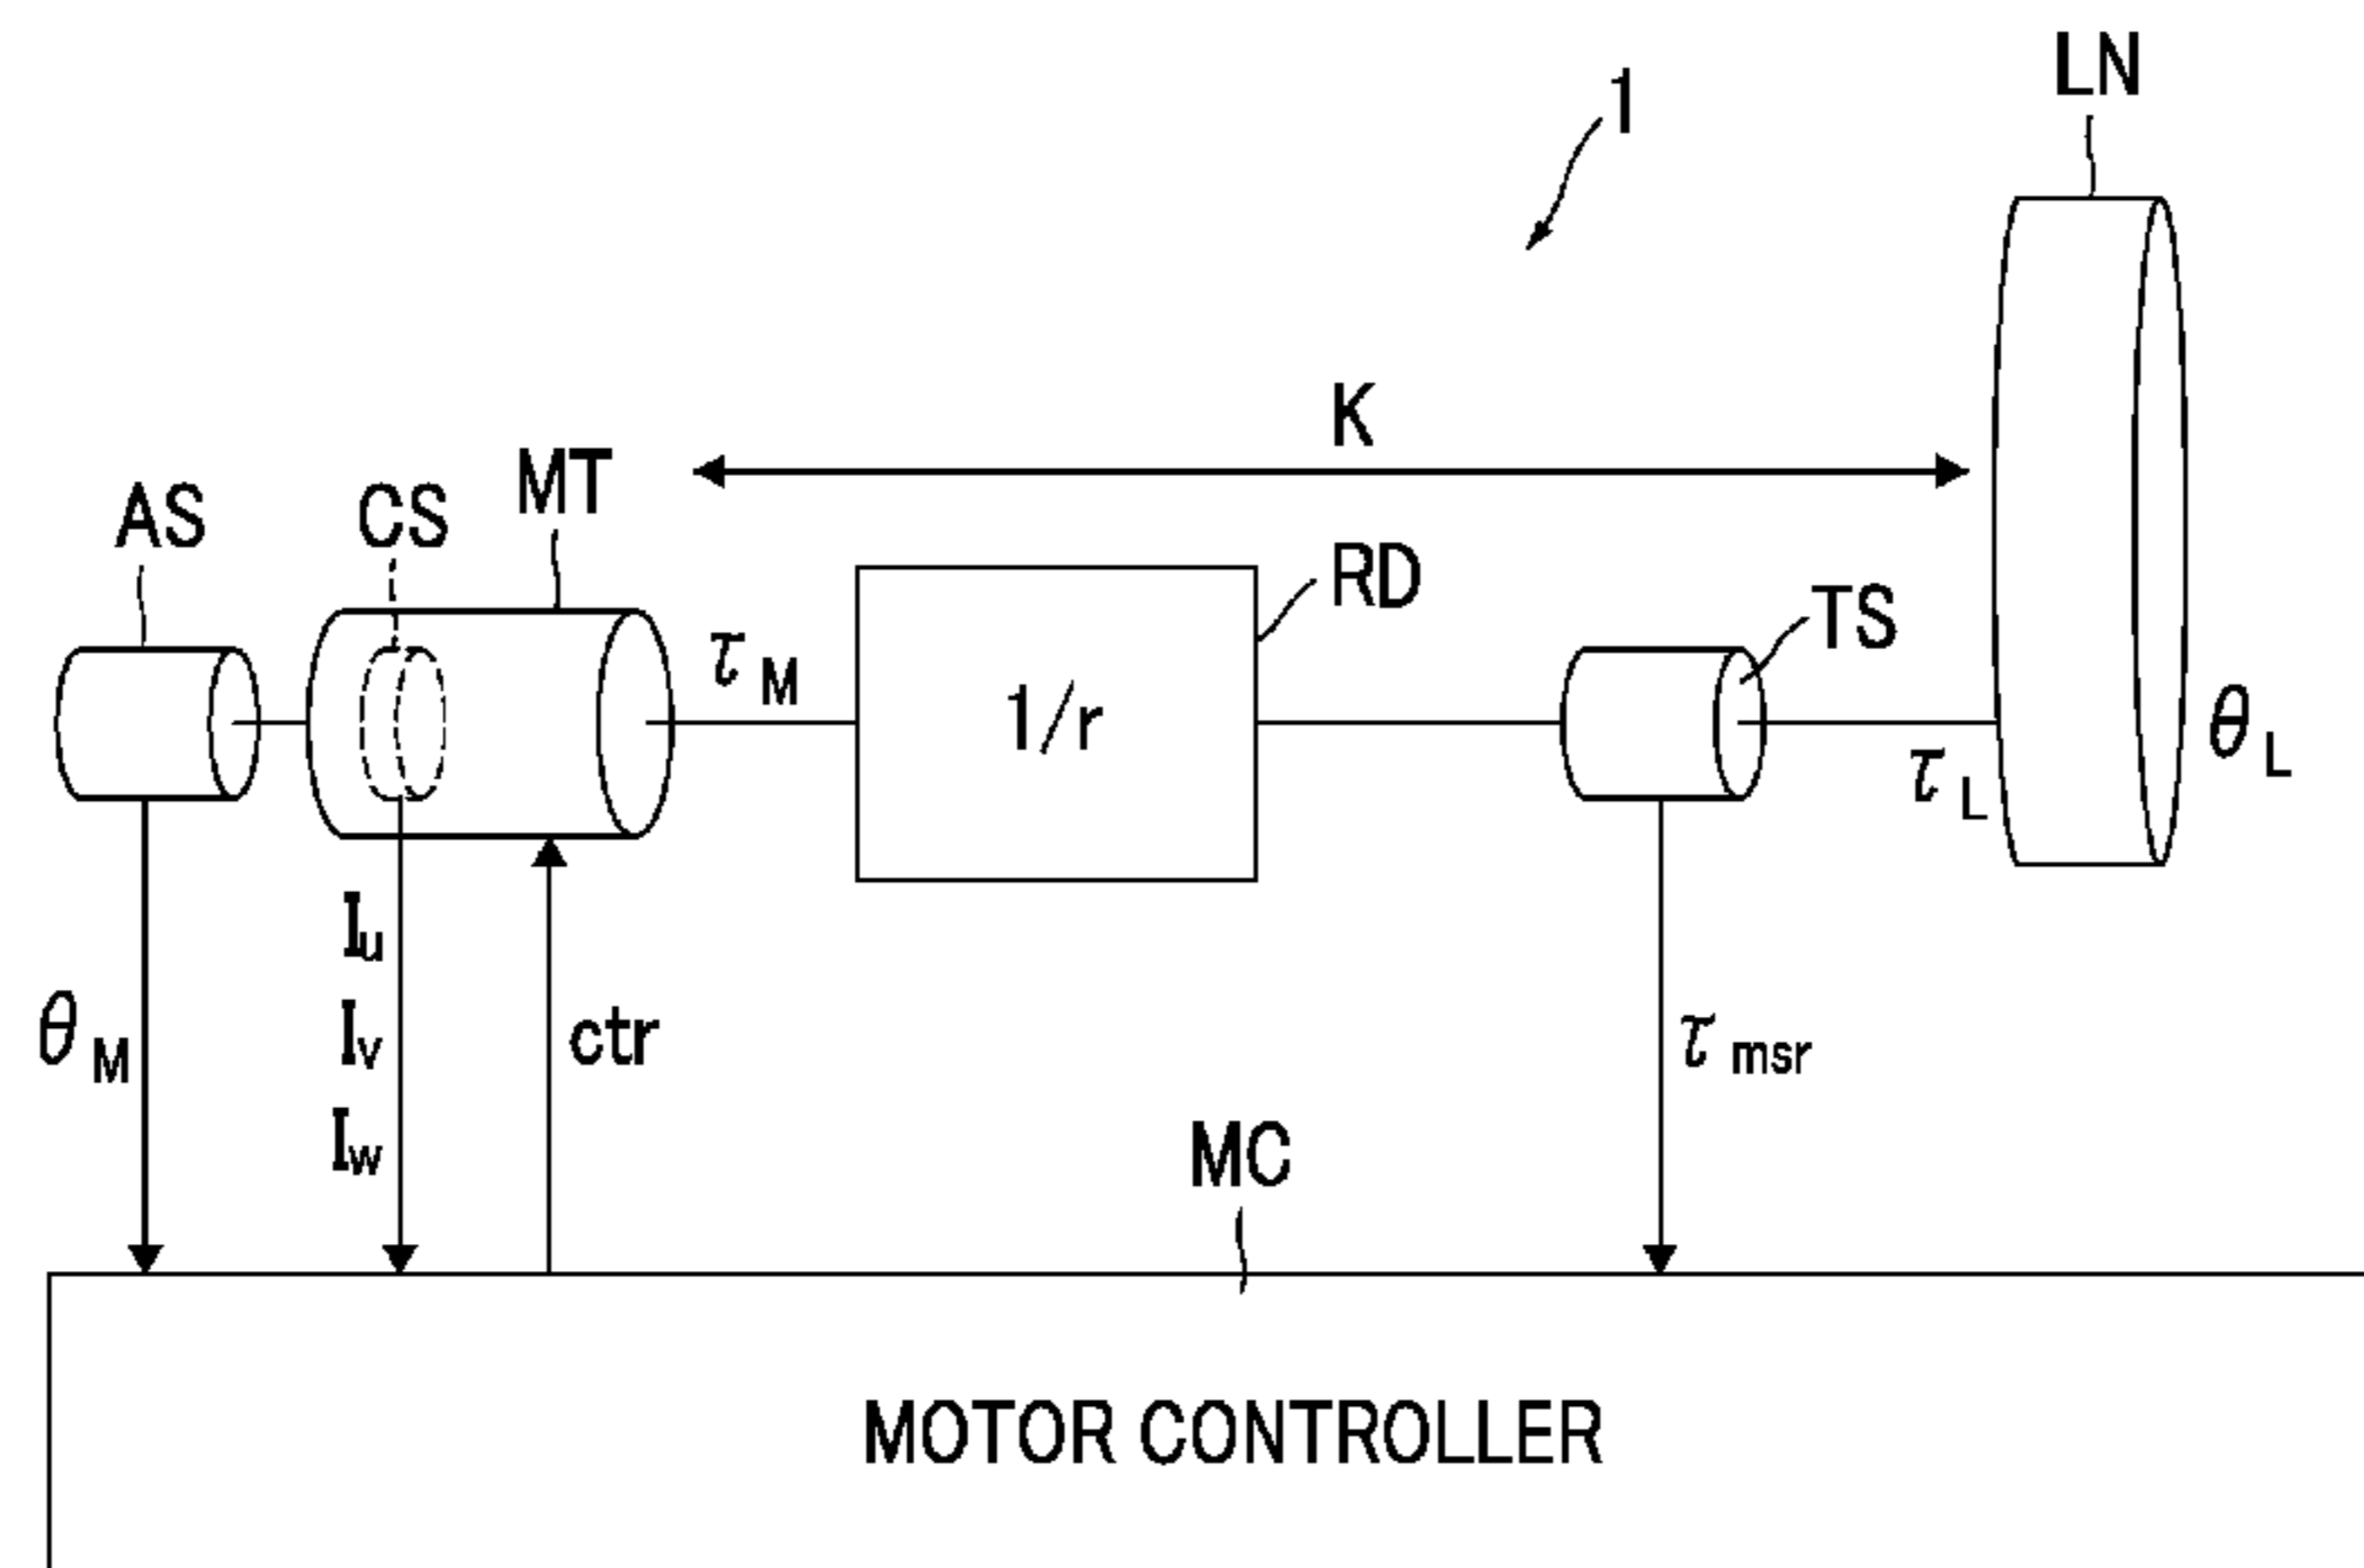 LN
1
K
MT
AS
CS
RD
TS
τM
1/r
θL
τL
Iu
θM
Iv
ctr
τmsr
Iw
MC
MOTOR CONTROLLER